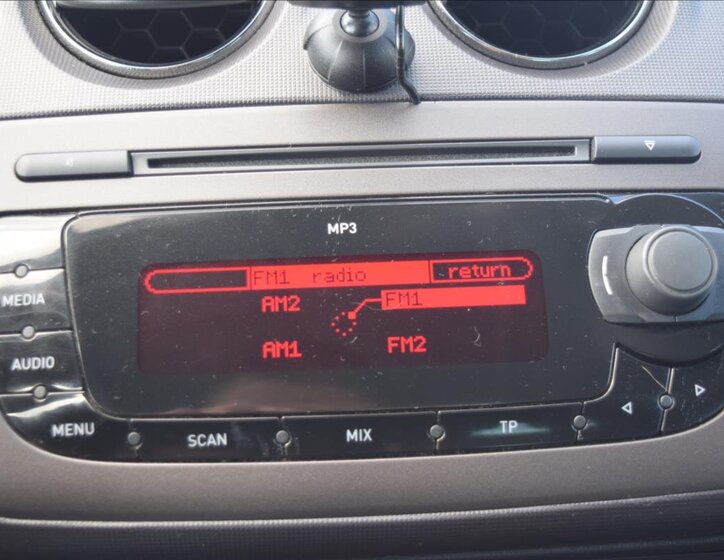 MP3
FM1 radio return
AM2 FM1
AM1 FM2
MEDIA
AUDIO
MENU
SCAN
MIX
TP